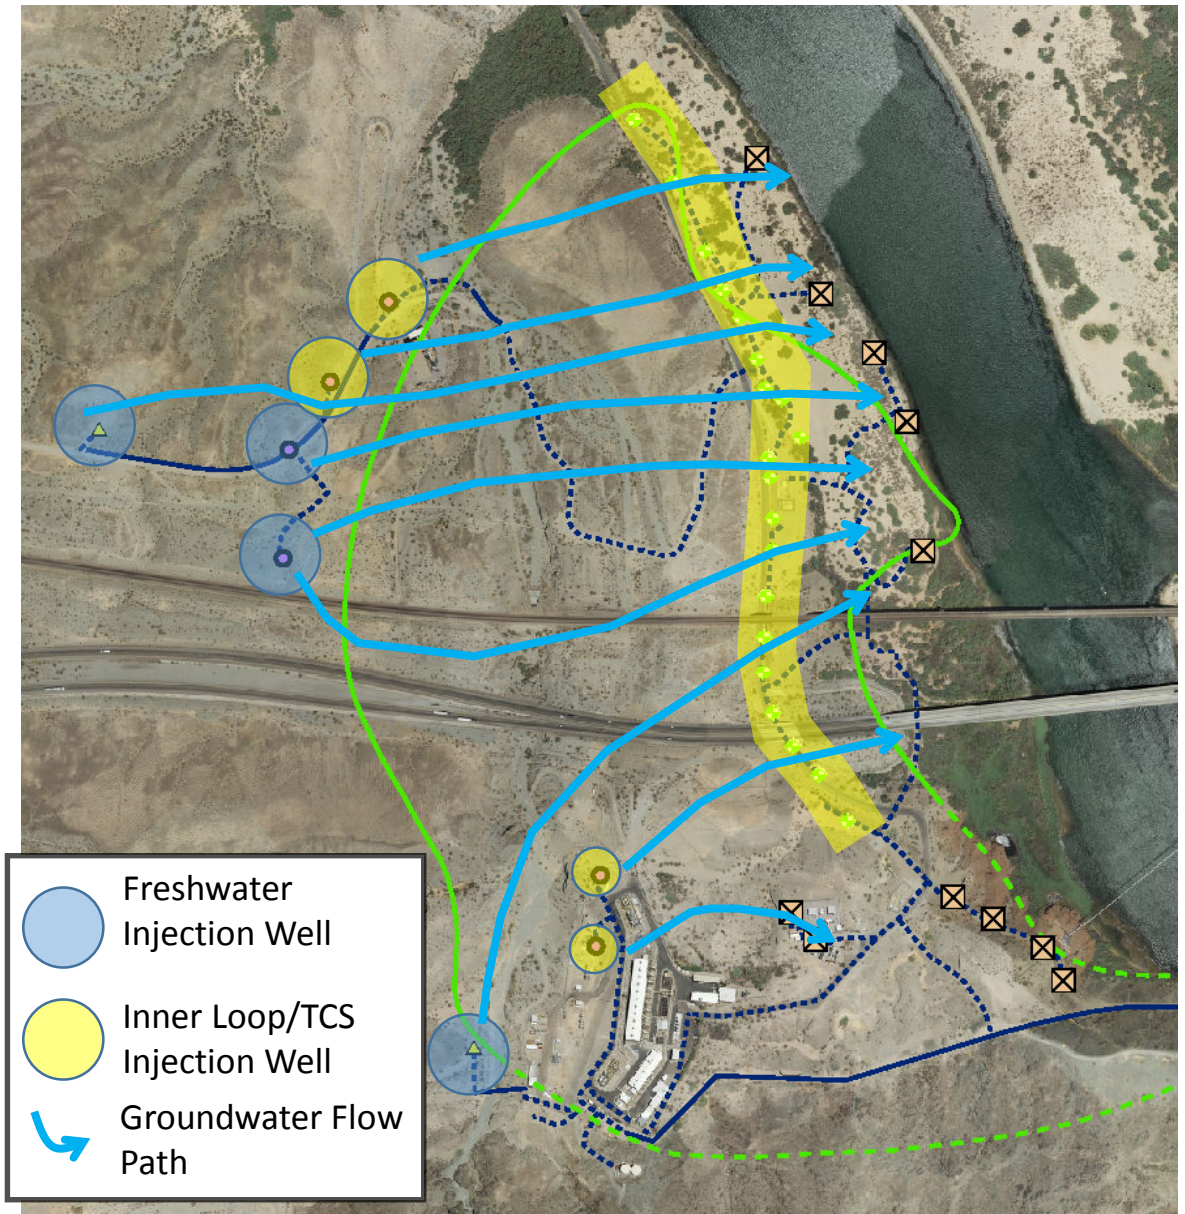 Freshwater
Injection Well
Inner Loop/TCS
Injection Well
Groundwater Flow
Path